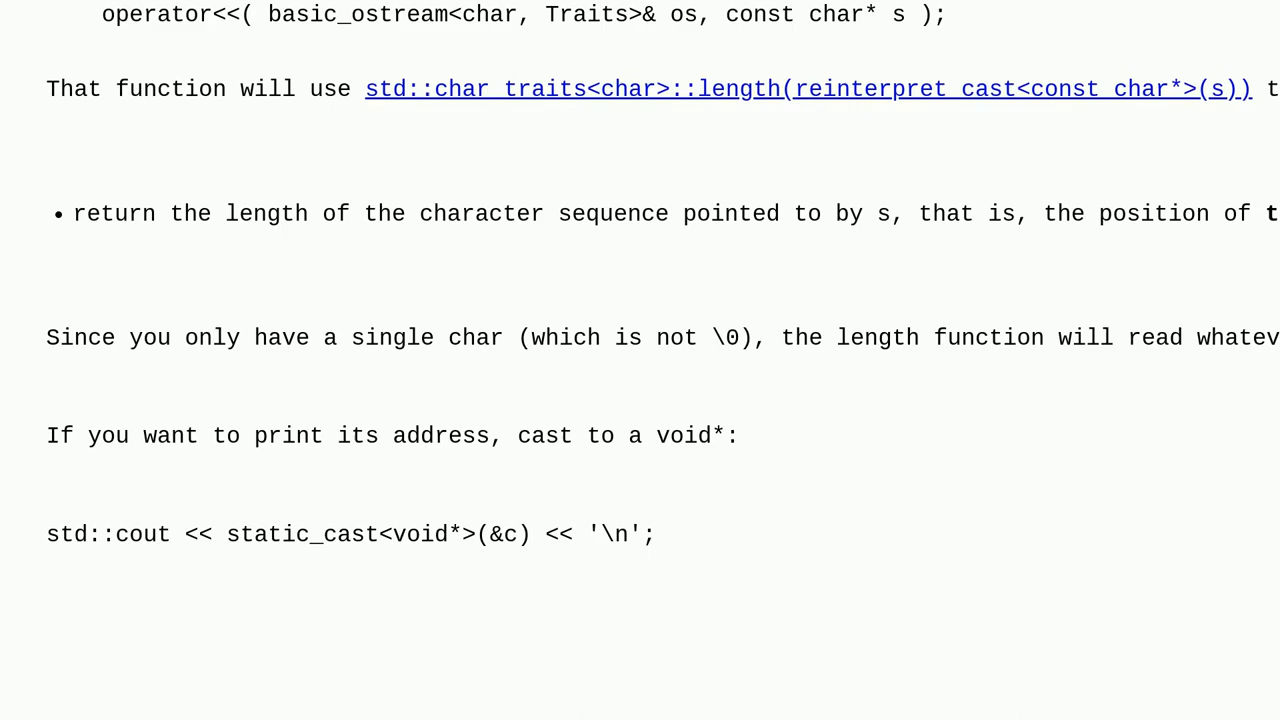 operator<<( basic_ostream<char, Traits>& os, const char* s );
That function will use std::char_traits<char>::length(reinterpret_cast<const char*>(s))
• return the length of the character sequence pointed to by s, that is, the position of
Since you only have a single char (which is not \0), the length function will read
If you want to print its address, cast to a void*:
std::cout << static_cast<void*>(&c) << '\n';